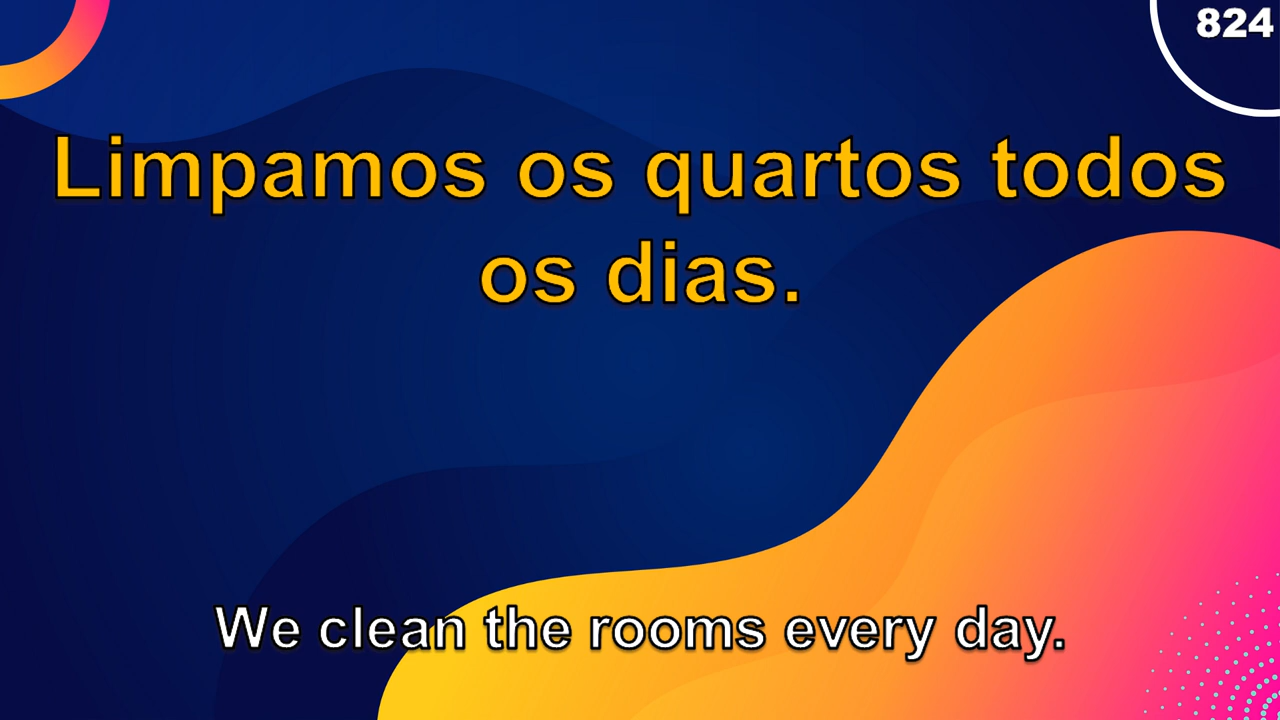 824
Limpamos os quartos todos
os dias.
We clean the rooms every day.